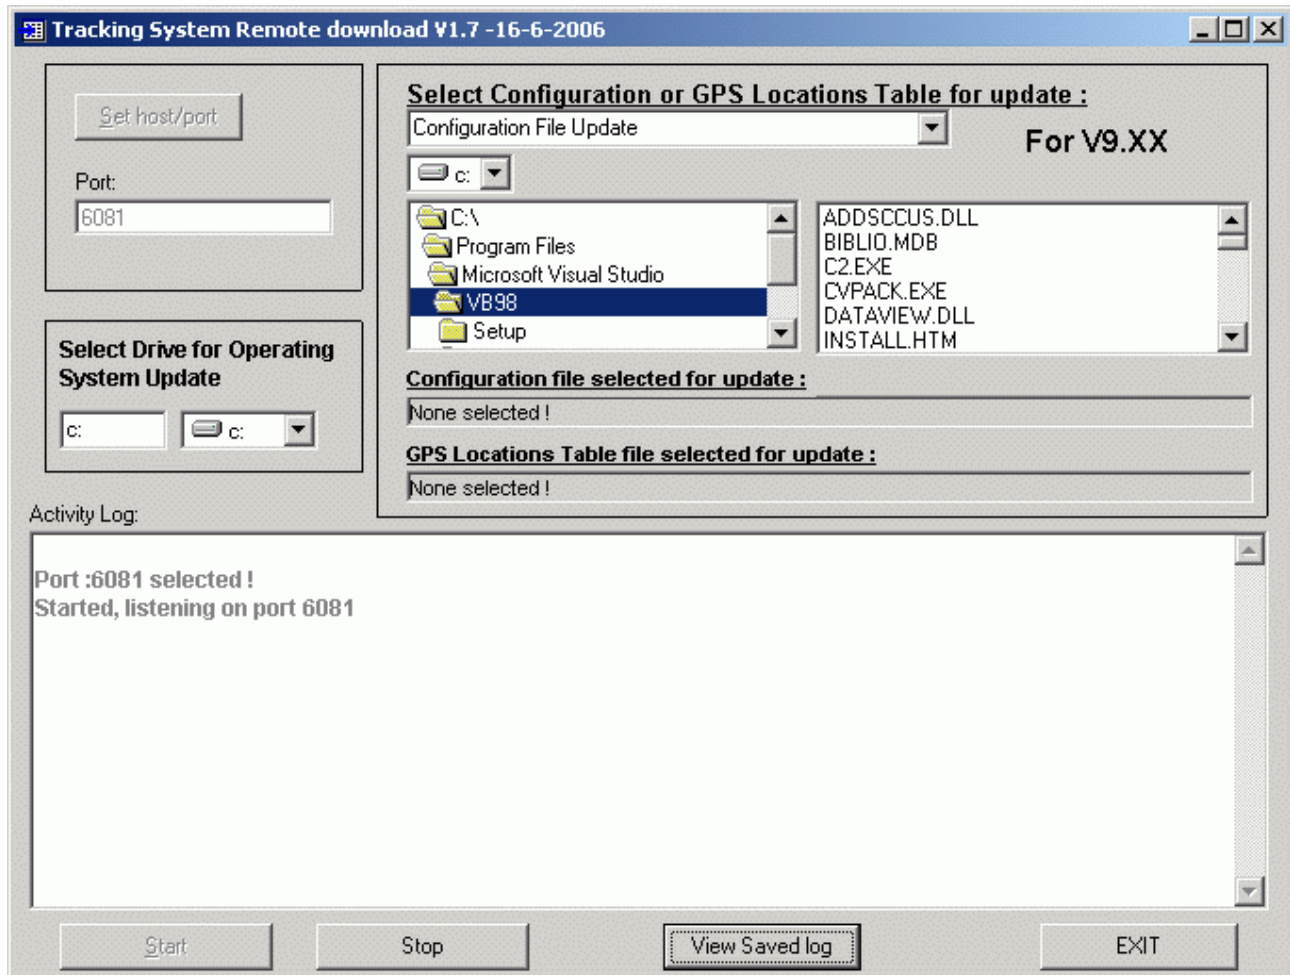 Tracking System Remote download V1.7 -16-6-2006
Set host/port
Port:
6081
Select Drive for Operating
System Update
c:
c:
Select Configuration or GPS Locations Table for update :
Configuration File Update
For V9.XX
c:
C:\
Program Files
Microsoft Visual Studio
VB98
Setup
ADDSCCUS.DLL
BIBLIO.MDB
C2.EXE
CVPACK.EXE
DATAVIEW.DLL
INSTALL.HTM
Configuration file selected for update :
None selected !
GPS Locations Table file selected for update :
None selected !
Activity Log:
Port :6081 selected !
Started, listening on port 6081
Start
Stop
View Saved log
EXIT